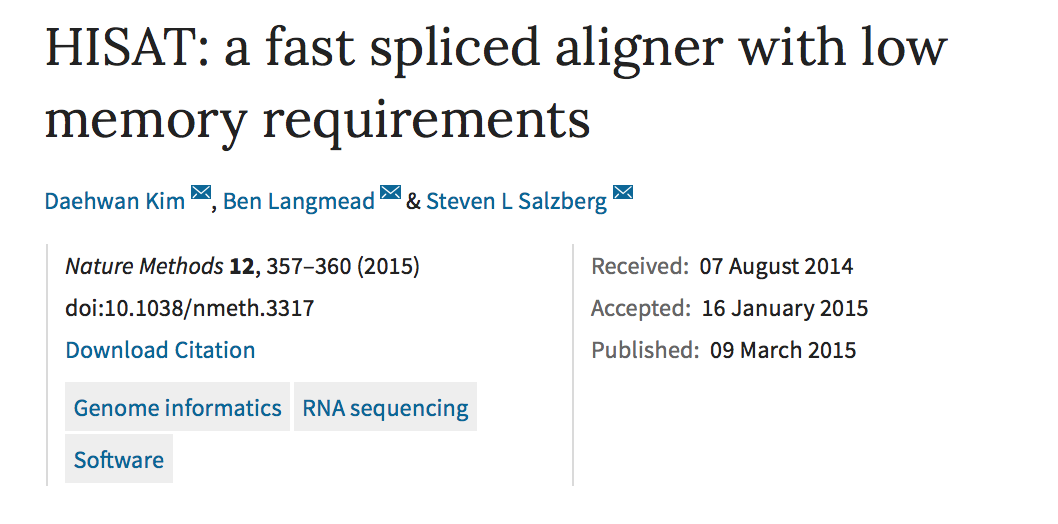 HISAT: a fast spliced aligner with low
memory requirements
Daehwan Kim, Ben Langmead & Steven L Salzberg
Nature Methods 12, 357–360 (2015)
doi:10.1038/nmeth.3317
Download Citation
Genome informatics RNA sequencing
Software
Received: 07 August 2014
Accepted: 16 January 2015
Published: 09 March 2015